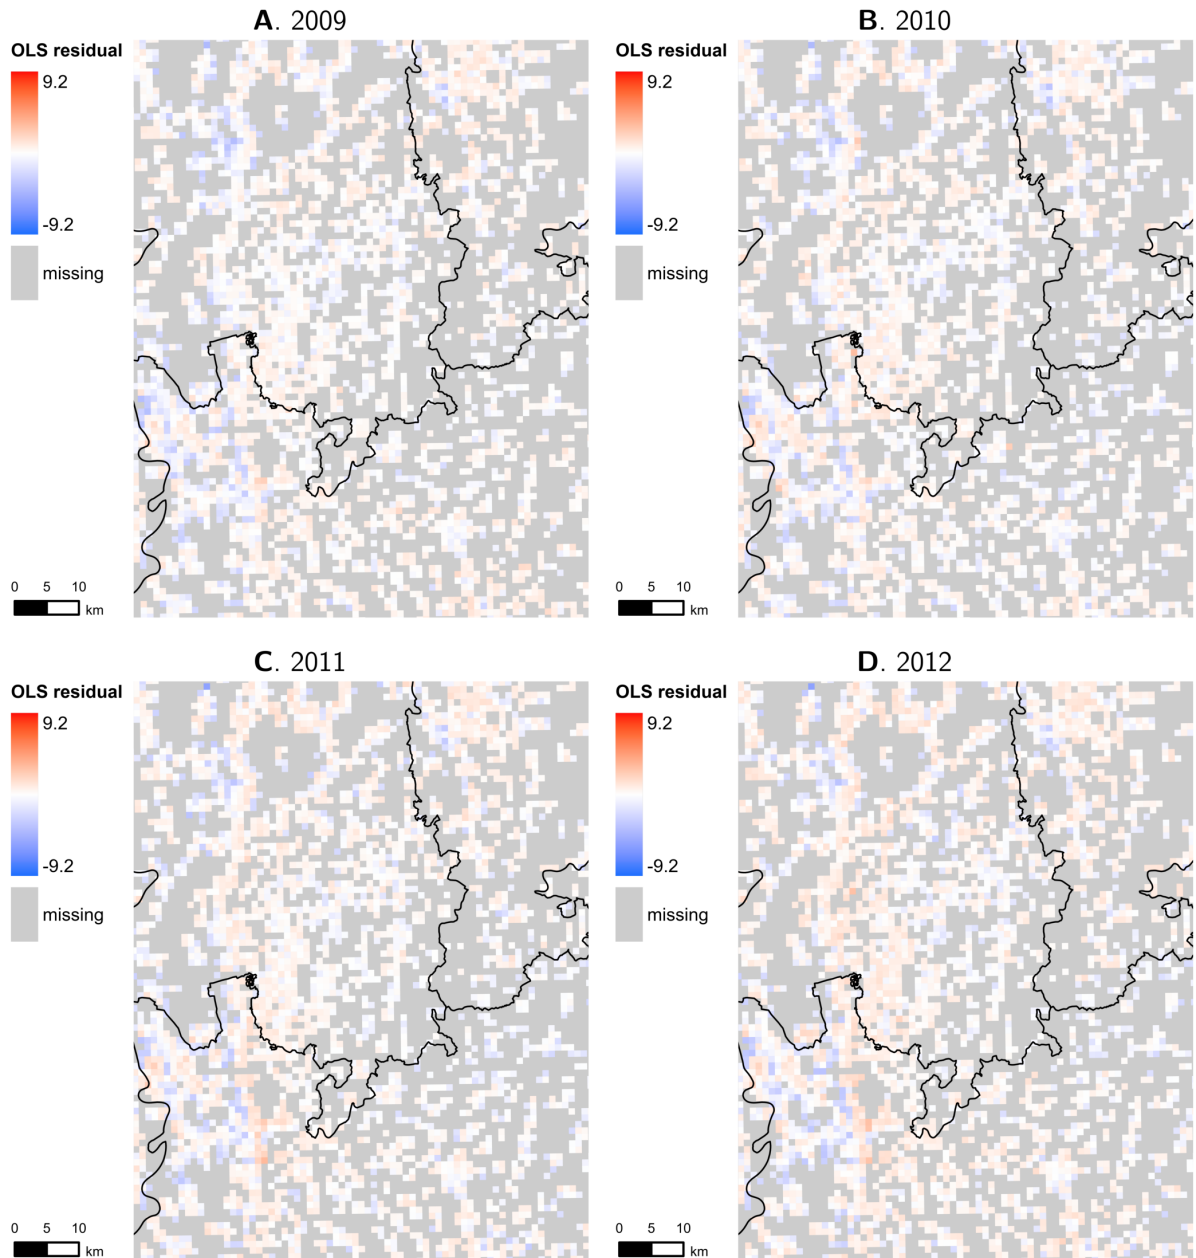 A. 2009
OLS residual
9.2
-9.2
missing
0 5 10
km
B. 2010
OLS residual
9.2
-9.2
missing
0 5 10
km
C. 2011
OLS residual
9.2
-9.2
missing
0 5 10
km
D. 2012
OLS residual
9.2
-9.2
missing
0 5 10
km